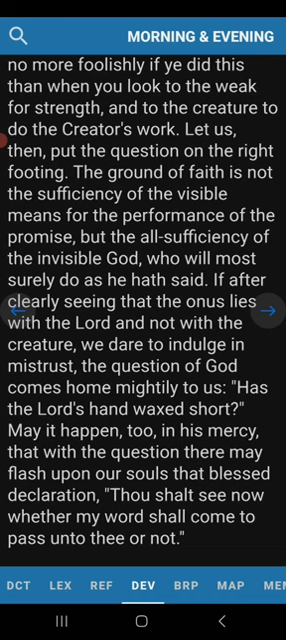 MORNING & EVENING
no more foolishly if ye did this
than when you look to the weak
for strength, and to the creature to
do the Creator's work. Let us,
then, put the question on the right
footing. The ground of faith is not
the sufficiency of the visible
means for the performance of the
promise, but the all-sufficiency of
the invisible God, who will most
surely do as he hath said. If after
clearly seeing that the onus lies
with the Lord and not with the
creature, we dare to indulge in
mistrust, the question of God
comes home mightily to us: "Has
the Lord's hand waxed short?"
May it happen, too, in his mercy,
that with the question there may
flash upon our souls that blessed
declaration, "Thou shalt see now
whether my word shall come to
pass unto thee or not."
DCT LEX REF DEV BRP MAP MEM